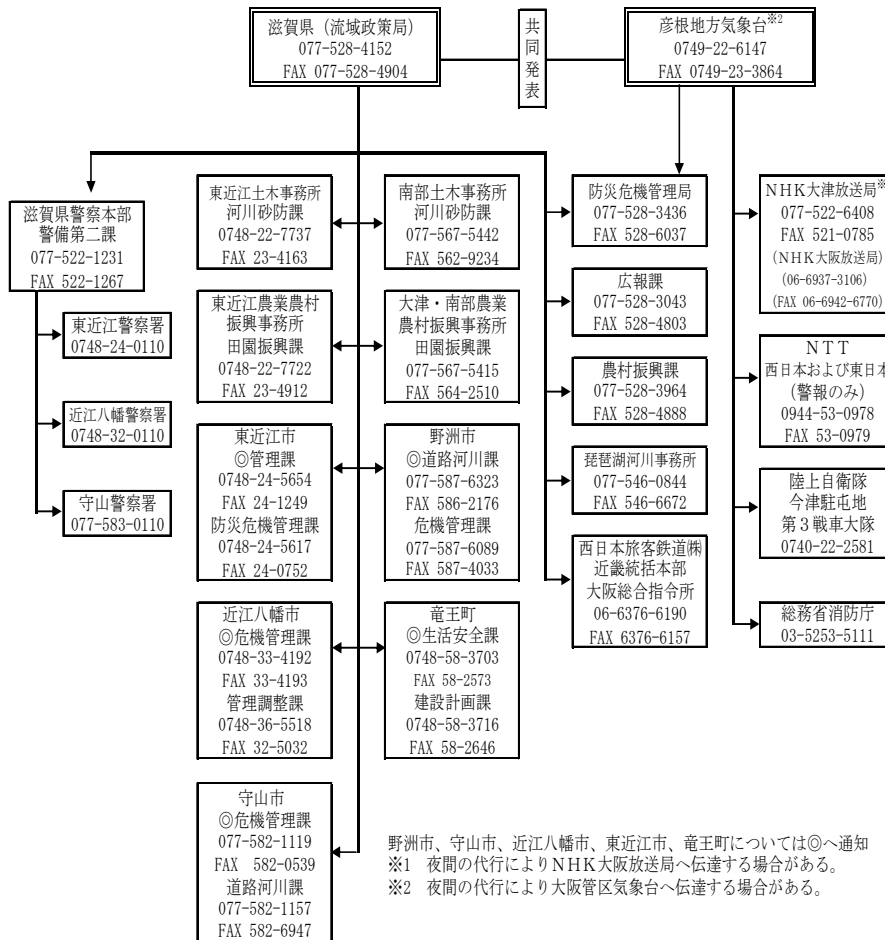 滋賀県（流域政策局）
077-528-4152
FAX 077-528-4904
共同発表
彦根地方気象台※2
0749-22-6147
FAX 0749-23-3864
滋賀県警察本部
警備第二課
077-522-1231
FAX 522-1267
東近江警察署
0748-24-0110
近江八幡警察署
0748-32-0110
守山警察署
077-583-0110
東近江土木事務所
河川砂防課
0748-22-7737
FAX 23-4163
南部土木事務所
河川砂防課
077-567-5442
FAX 562-9234
東近江農業農村
振興事務所
田園振興課
0748-22-7722
FAX 23-4912
大津・南部農業
農村振興事務所
田園振興課
077-567-5415
FAX 564-2510
東近江市
◎管理課
0748-24-5654
FAX 24-1249
防災危機管理課
0748-24-5617
FAX 24-0752
野洲市
◎道路河川課
077-587-6323
FAX 586-2176
危機管理課
077-587-6089
FAX 587-4033
近江八幡市
◎危機管理課
0748-33-4192
FAX 33-4193
管理調整課
0748-36-5518
FAX 32-5032
竜王町
◎生活安全課
0748-58-3703
FAX 58-2573
建設計画課
0748-58-3716
FAX 58-2646
守山市
◎危機管理課
077-582-1119
FAX 582-0539
道路河川課
077-582-1157
FAX 582-6947
防災危機管理局
077-528-3436
FAX 528-6037
広報課
077-528-3043
FAX 528-4803
農村振興課
077-528-3964
FAX 528-4888
琵琶湖河川事務所
077-546-0844
FAX 546-6672
西日本旅客鉄道㈱
近畿統括本部
大阪総合指令所
06-6376-6190
FAX 6376-6157
NHK大津放送局※
077-522-6408
FAX 521-0785
(NHK大阪放送局)
(06-6937-3106)
(FAX 06-6942-6770)
NTT
西日本および東日本
(警報のみ)
0944-53-0978
FAX 53-0979
陸上自衛隊
今津駐屯地
第３戦車大隊
0740-22-2581
総務省消防庁
03-5253-5111
野洲市、守山市、近江八幡市、東近江市、竜王町については◎へ通知
※1 夜間の代行によりＮＨＫ大阪放送局へ伝達する場合がある。
※2 夜間の代行により大阪管区気象台へ伝達する場合がある。